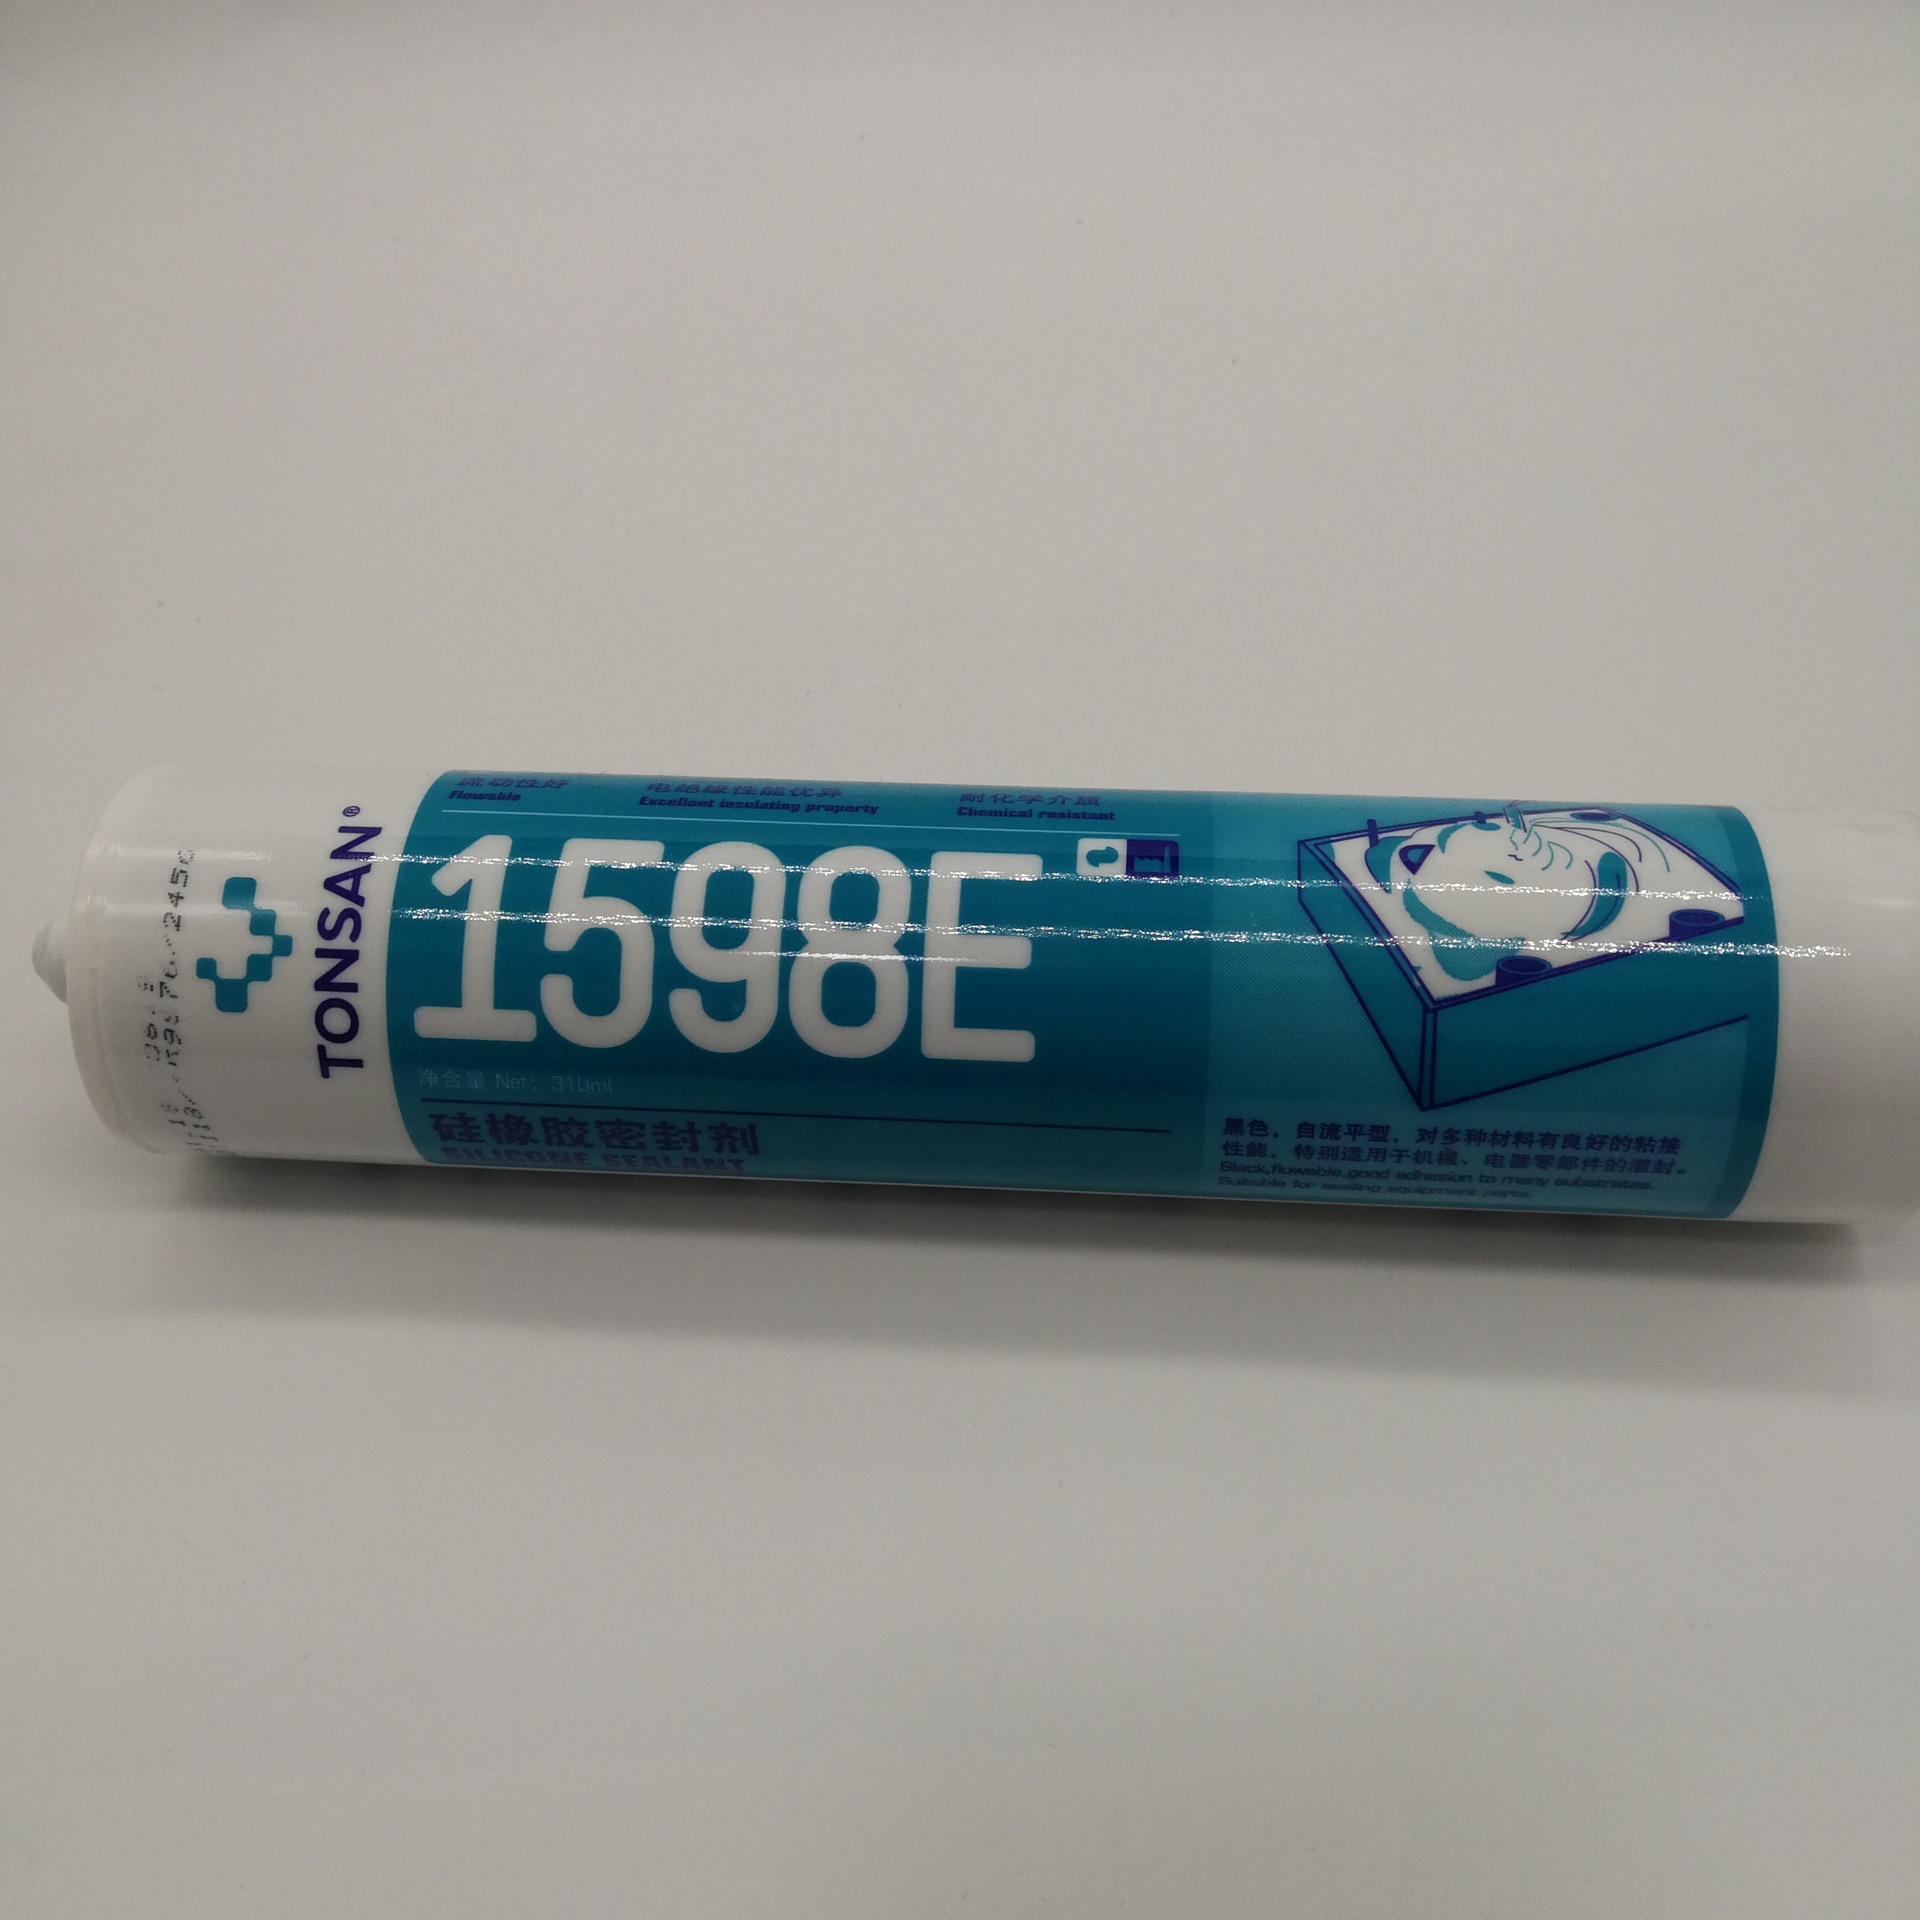 TONSAN®
流动性好
Flowable
电绝缘性能优异
Excellent insulating property
耐化学介质
Chemical resistant
1598E
净含量 Net: 310ml
硅橡胶密封剂
SILICONE SEALANT
黑色，自流平型，对多种材料有良好的粘接
性能，特别适用于机械、电器零部件的灌封。
Black,flowable,good adhesion to many substrates.
Suitable for sealing equipment parts.